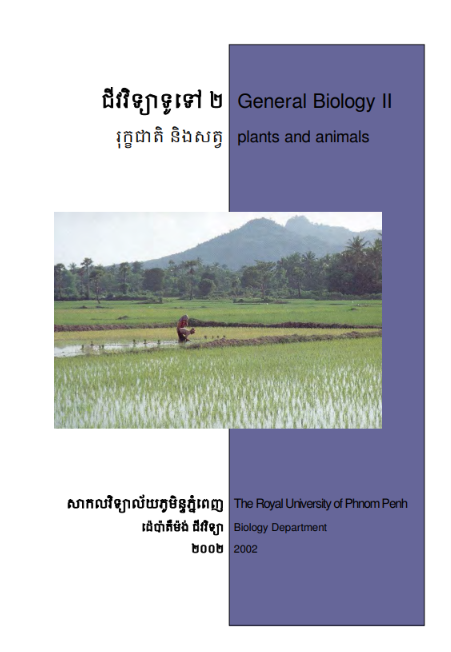 ជីវវិទ្យាទូទៅ ២ General Biology II
រុក្ខជាតិ និងសត្វ plants and animals
សាកលវិទ្យាល័យភូមិន្ទភ្នំពេញ The Royal University of Phnom Penh
ដេប៉ាតឺម៉ង់ ជីវវិទ្យា Biology Department
២០០២ 2002